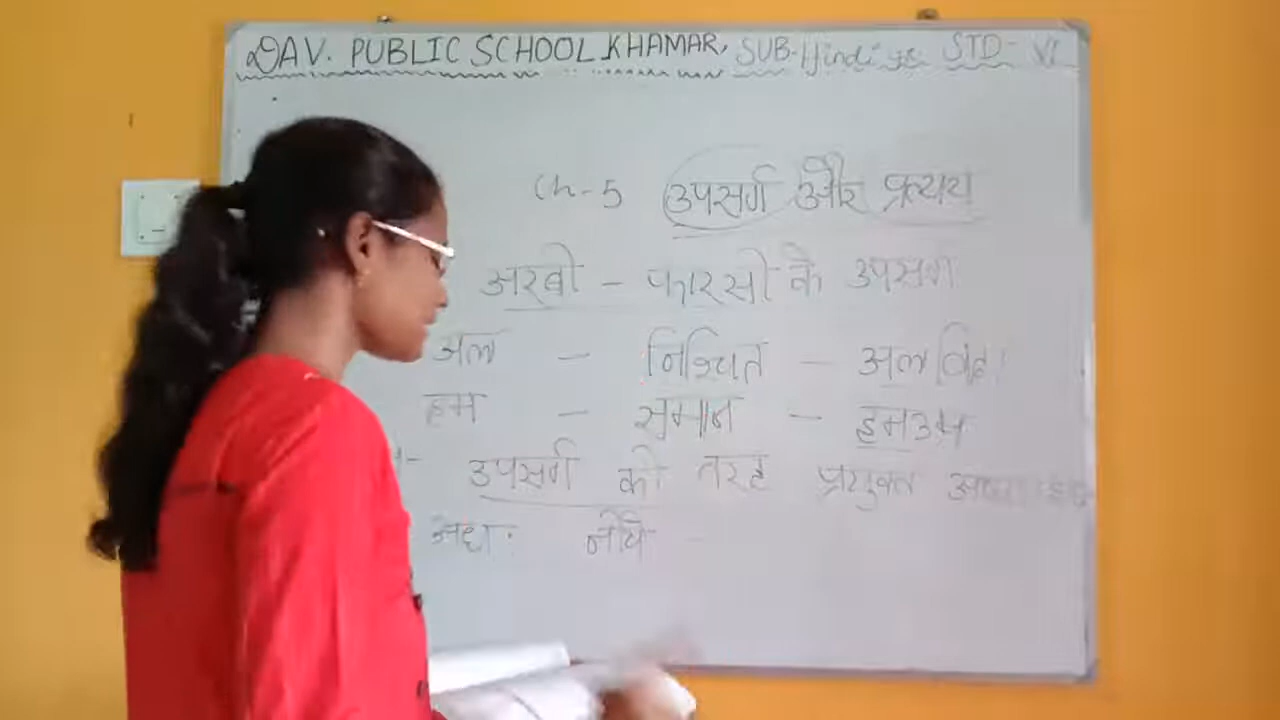 DAV. PUBLIC SCHOOL KHAMAR, SUB-Hindi STD- VI
Ch-5 उपसर्ग और प्रत्यय
अरबी - फारसी के उपसर्ग
अल - निश्चित - अलविदा
हम - समान - हमउम्र
उपसर्ग की तरह प्रयुक्त
अधः नीचे -